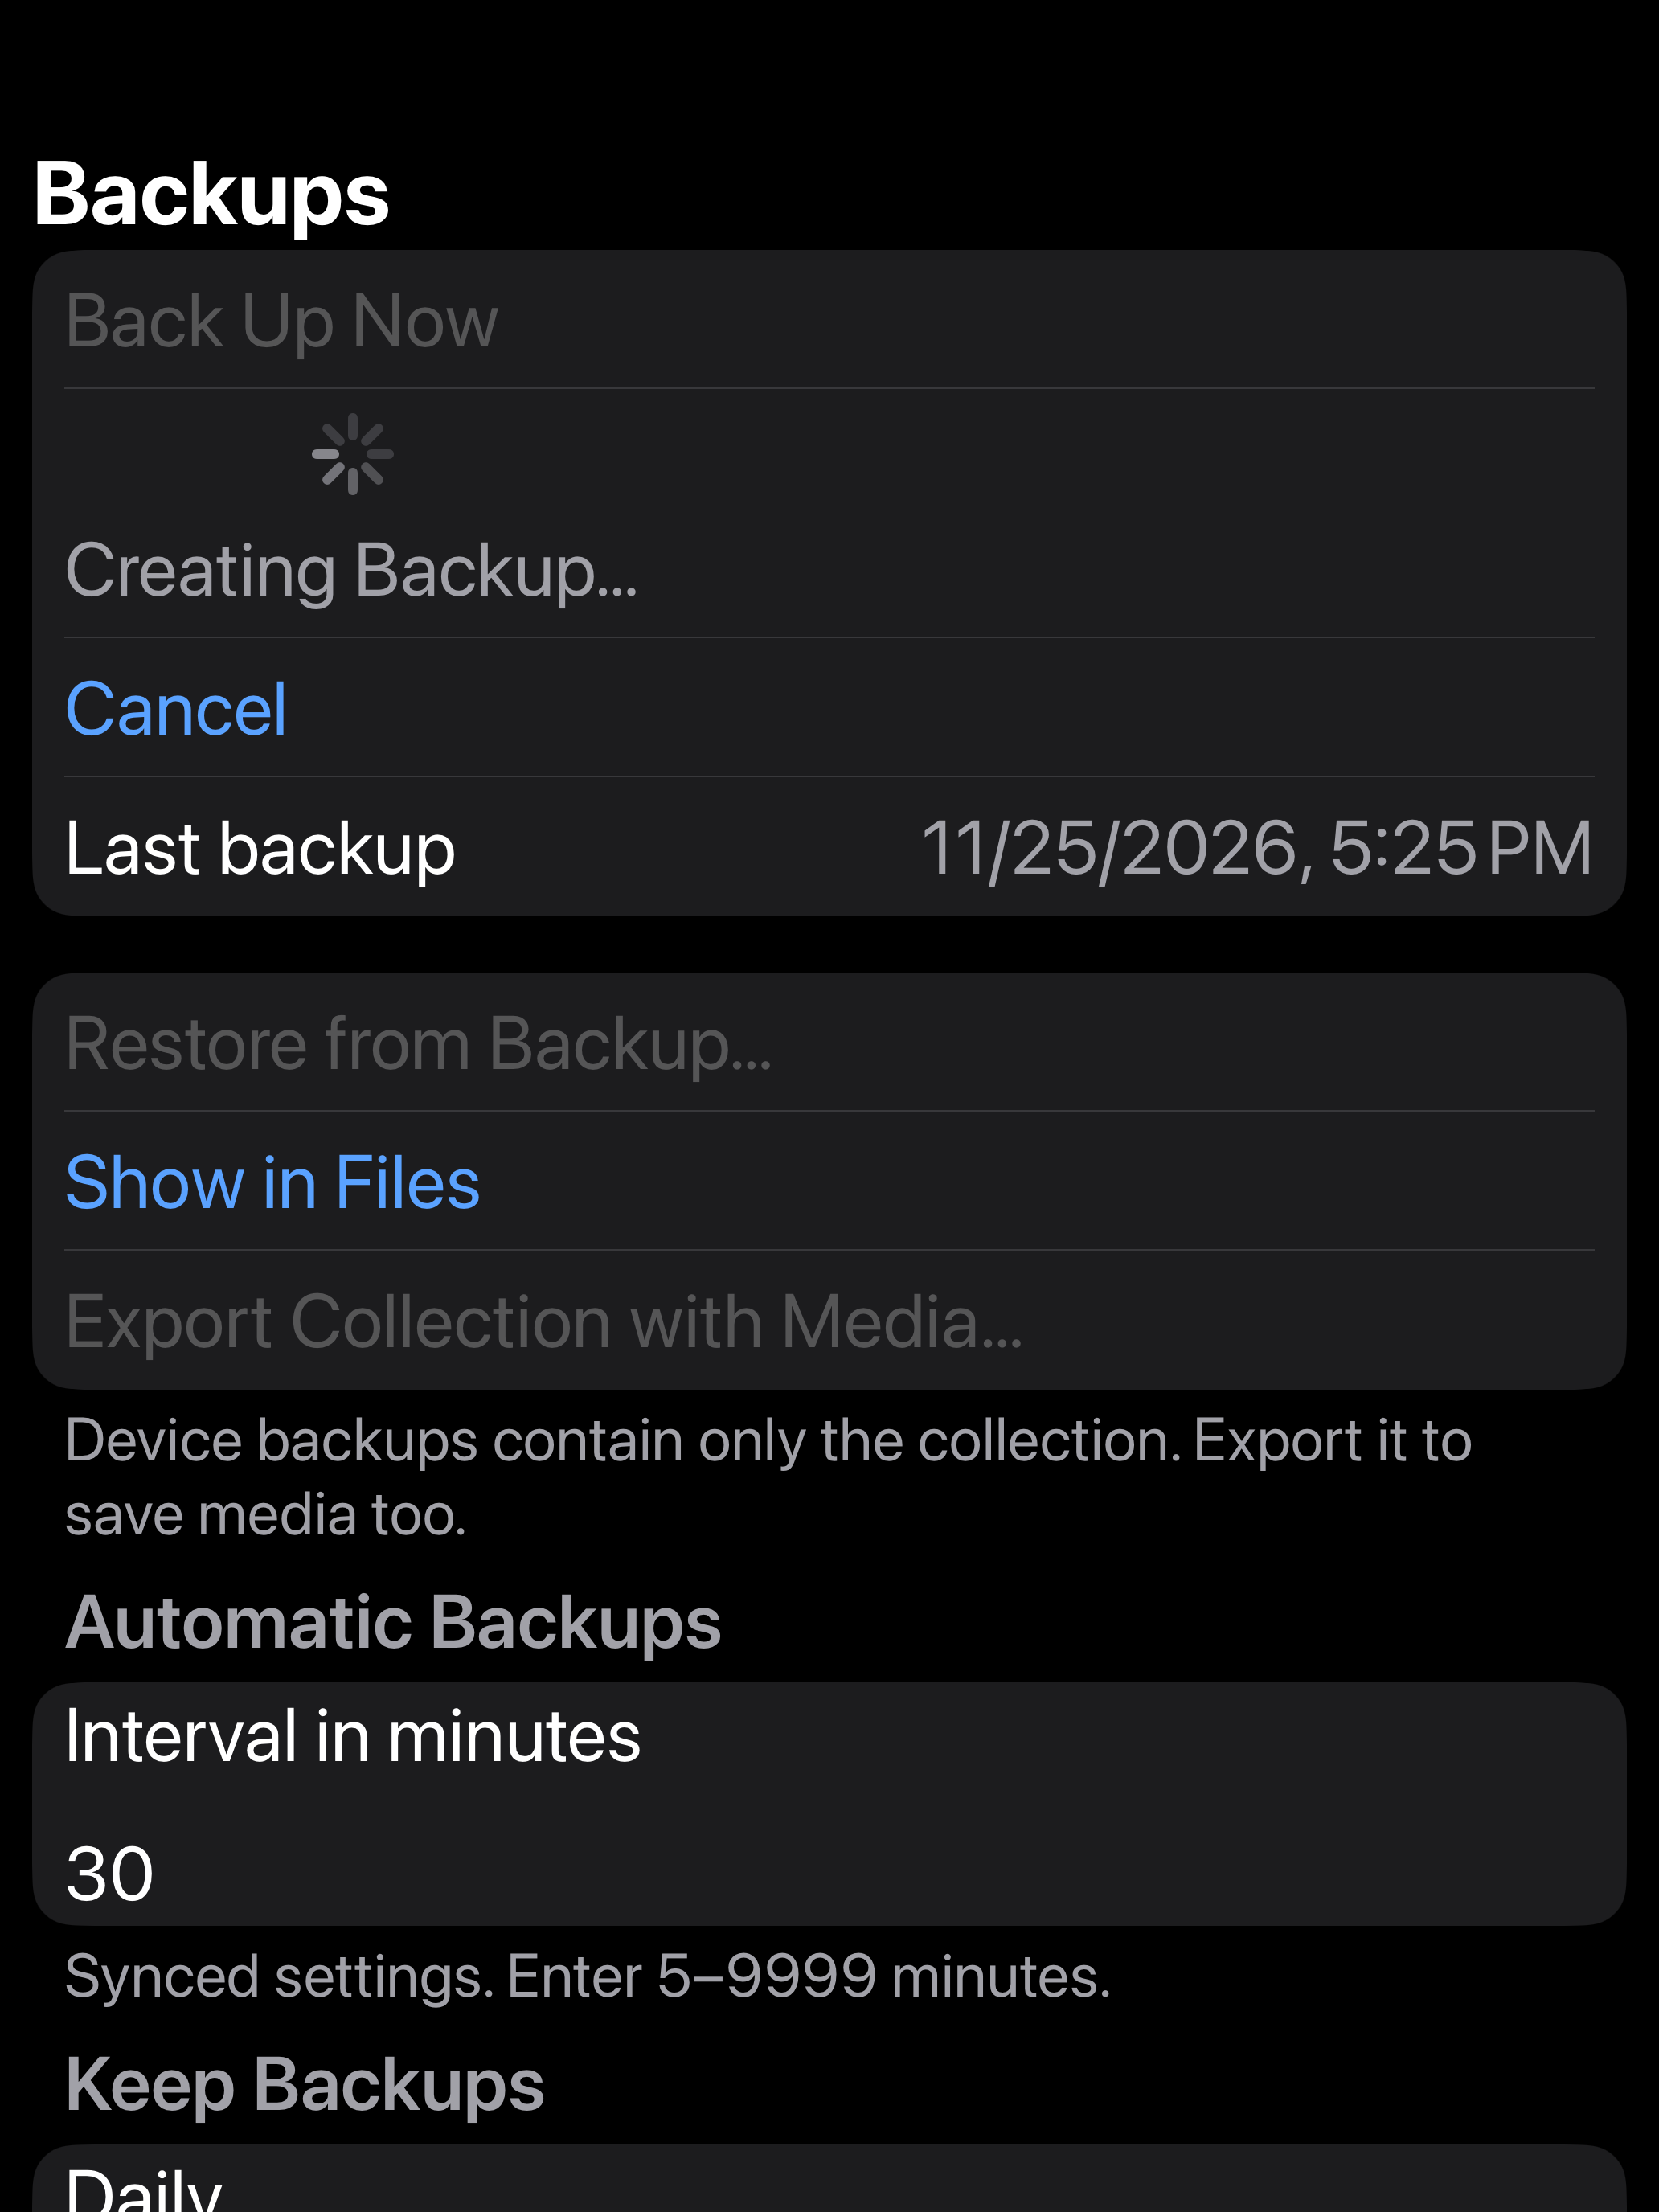 Backups
Back Up Now
Creating Backup...
Cancel
Last backup 11/25/2026, 5:25 PM
Restore from Backup...
Show in Files
Export Collection with Media...
Device backups contain only the collection. Export it to
save media too.
Automatic Backups
Interval in minutes
30
Synced settings. Enter 5–9999 minutes.
Keep Backups
Daily